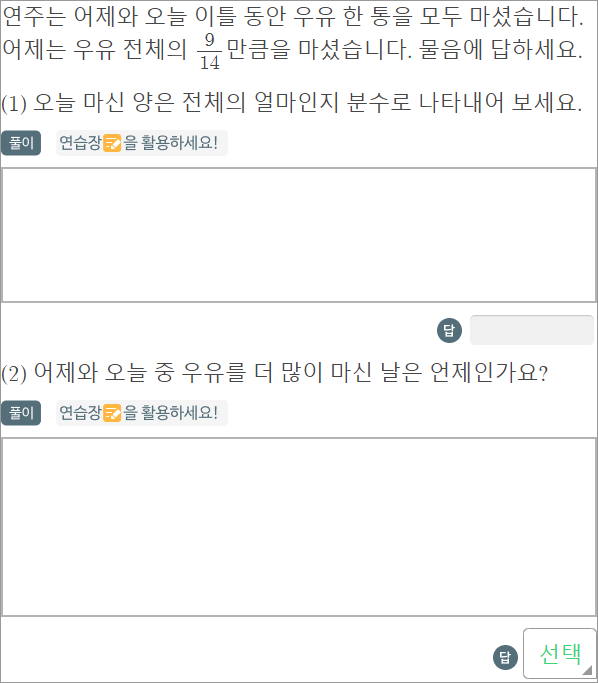 연주는 어제와 오늘 이틀 동안 우유 한 통을 모두 마셨습니다.
어제는 우유 전체의 9/14만큼을 마셨습니다. 물음에 답하세요.
(1) 오늘 마신 양은 전체의 얼마인지 분수로 나타내어 보세요.
풀이 연습장을 활용하세요!
답
(2) 어제와 오늘 중 우유를 더 많이 마신 날은 언제인가요?
풀이 연습장을 활용하세요!
답 선택